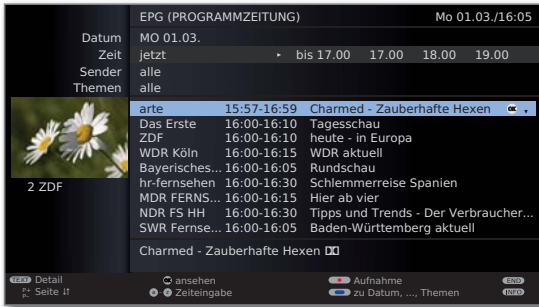 EPG (PROGRAMMZEITUNG) Mo 01.03./16:05
Datum MO 01.03.
Zeit jetzt ▸ bis 17.00 17.00 18.00 19.00
Sender alle
Themen alle
arte 15:57-16:59 Charmed - Zauberhafte Hexen OK
Das Erste 16:00-16:10 Tagesschau
ZDF 16:00-16:10 heute - in Europa
WDR Köln 16:00-16:15 WDR aktuell
Bayerisches... 16:00-16:05 Rundschau
hr-fernsehen 16:00-16:30 Schlemmerreise Spanien
MDR FERNS... 16:00-16:15 Hier ab vier
NDR FS HH 16:00-16:30 Tipps und Trends - Der Verbraucher...
SWR Fernse... 16:00-16:05 Baden-Württemberg aktuell
2 ZDF
Charmed - Zauberhafte Hexen
TEXT Detail OK ansehen Aufnahme END
P+ P- Seite ↓↑ 0 - 9 Zeiteingabe zu Datum, ..., Themen INFO